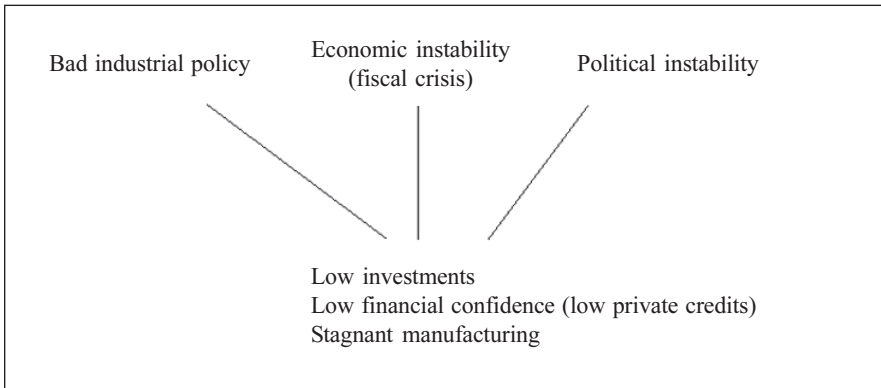 Bad industrial policy
Economic instability
(fiscal crisis)
Political instability
Low investments
Low financial confidence (low private credits)
Stagnant manufacturing